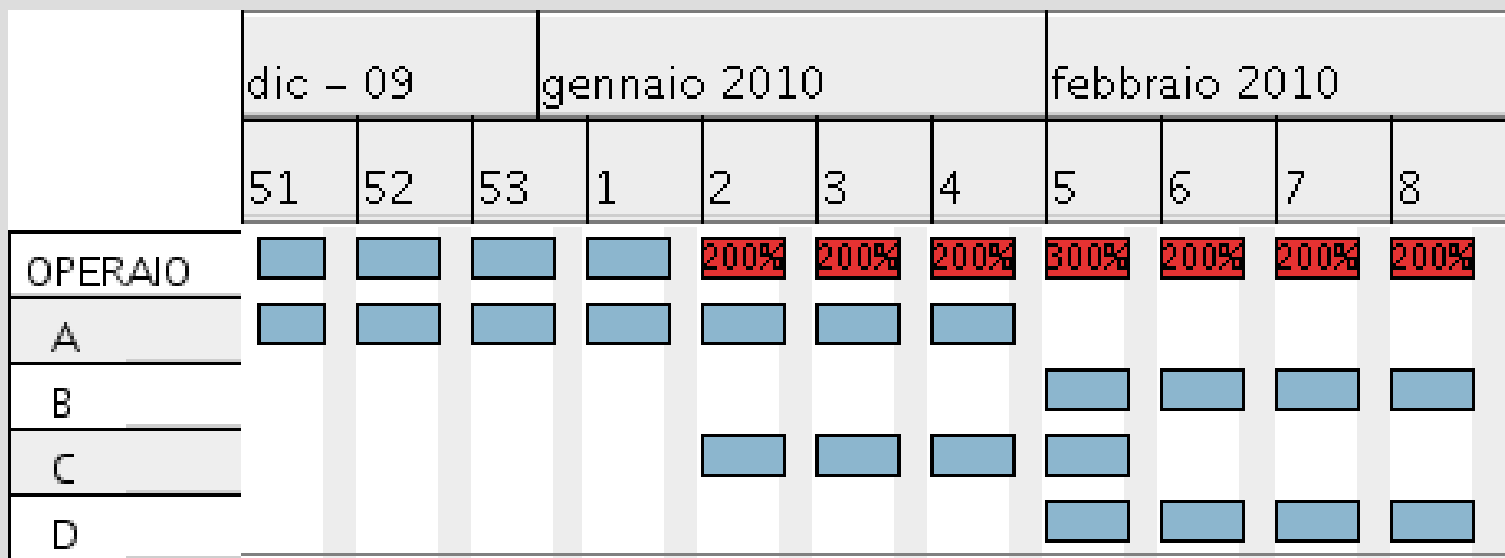 dic – 09 gennaio 2010 febbraio 2010
51 52 53 1 2 3 4 5 6 7 8
OPERAIO 200% 200% 200% 300% 200% 200% 200%
A
B
C
D